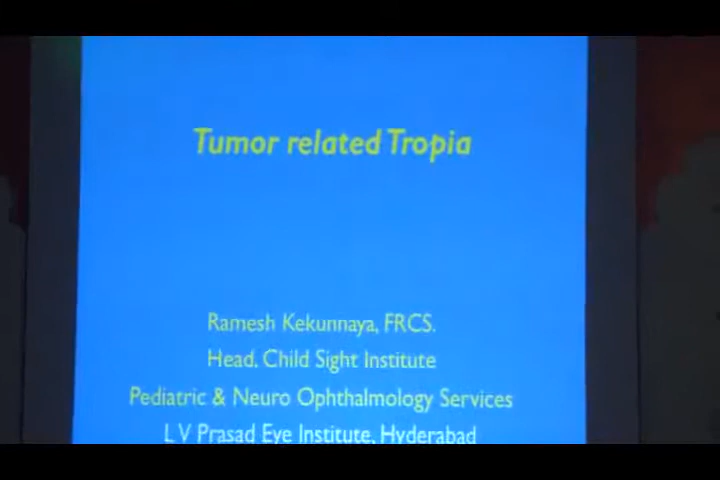 Tumor related Tropia
Ramesh Kekunnaya, FRCS.
Head. Child Sight Institute
Pediatric & Neuro Ophthalmology Services
L V Prasad Eye Institute, Hyderabad